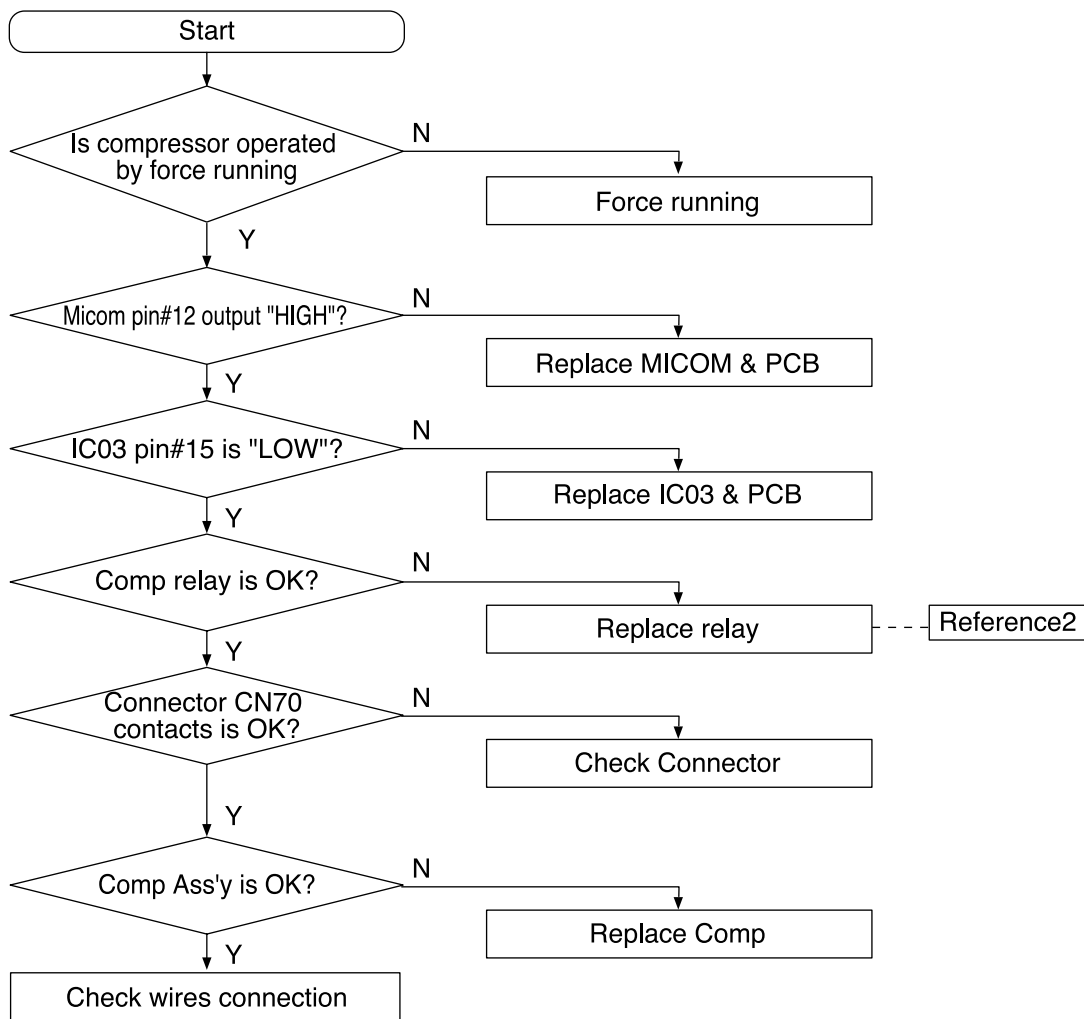 Start
Is compressor operated
by force running
N
Force running
Y
Micom pin#12 output "HIGH"?
N
Replace MICOM & PCB
Y
IC03 pin#15 is "LOW"?
N
Replace IC03 & PCB
Y
Comp relay is OK?
N
Replace relay
Reference2
Y
Connector CN70
contacts is OK?
N
Check Connector
Y
Comp Ass'y is OK?
N
Replace Comp
Y
Check wires connection